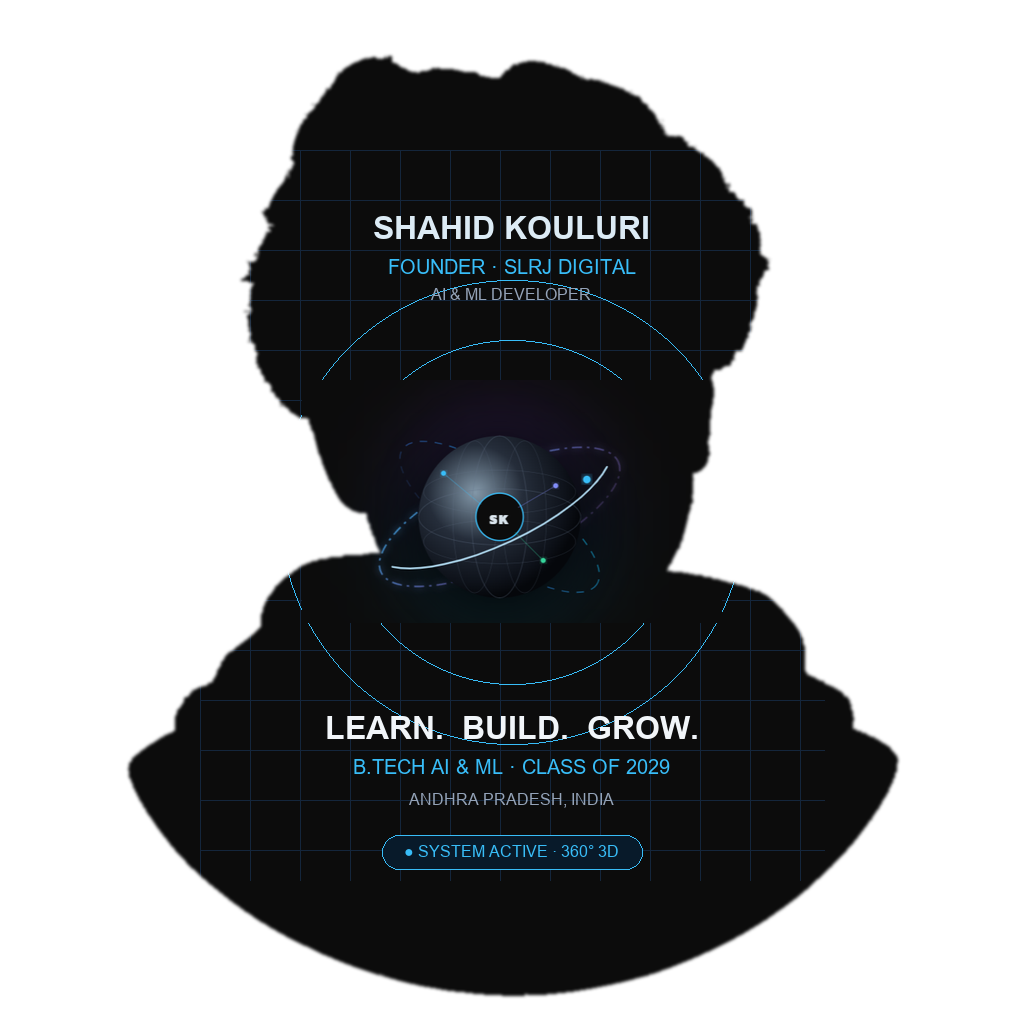 SHAHID KOULURI
FOUNDER · SLRJ DIGITAL
AI & ML DEVELOPER
SK
LEARN. BUILD. GROW.
B.TECH AI & ML · CLASS OF 2029
ANDHRA PRADESH, INDIA
● SYSTEM ACTIVE · 360° 3D